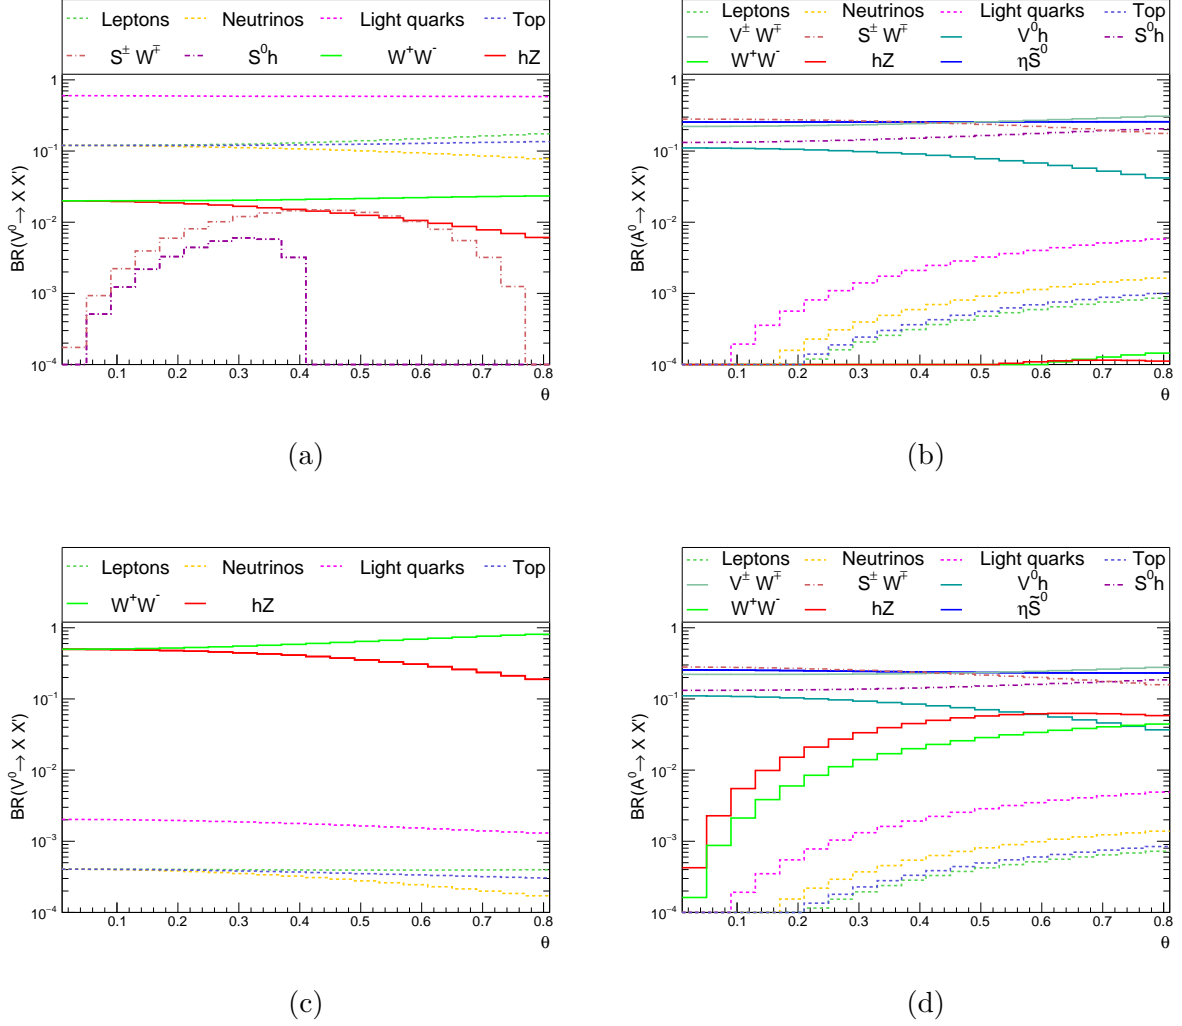 Leptons Neutrinos Light quarks Top
S± W∓ S⁰h W⁺W⁻ hZ
BR(V⁰→ X X')
1
10⁻¹
10⁻²
10⁻³
10⁻⁴
0.1 0.2 0.3 0.4 0.5 0.6 0.7 0.8
θ
(a)
Leptons Neutrinos Light quarks Top
V± W∓ S± W∓ V⁰h S⁰h
W⁺W⁻ hZ ηS̃⁰
BR(A⁰→ X X')
1
10⁻¹
10⁻²
10⁻³
10⁻⁴
0.1 0.2 0.3 0.4 0.5 0.6 0.7 0.8
θ
(b)
Leptons Neutrinos Light quarks Top
W⁺W⁻ hZ
BR(V⁰→ X X')
1
10⁻¹
10⁻²
10⁻³
10⁻⁴
0.1 0.2 0.3 0.4 0.5 0.6 0.7 0.8
θ
(c)
Leptons Neutrinos Light quarks Top
V± W∓ S± W∓ V⁰h S⁰h
W⁺W⁻ hZ ηS̃⁰
BR(A⁰→ X X')
1
10⁻¹
10⁻²
10⁻³
10⁻⁴
0.1 0.2 0.3 0.4 0.5 0.6 0.7 0.8
θ
(d)